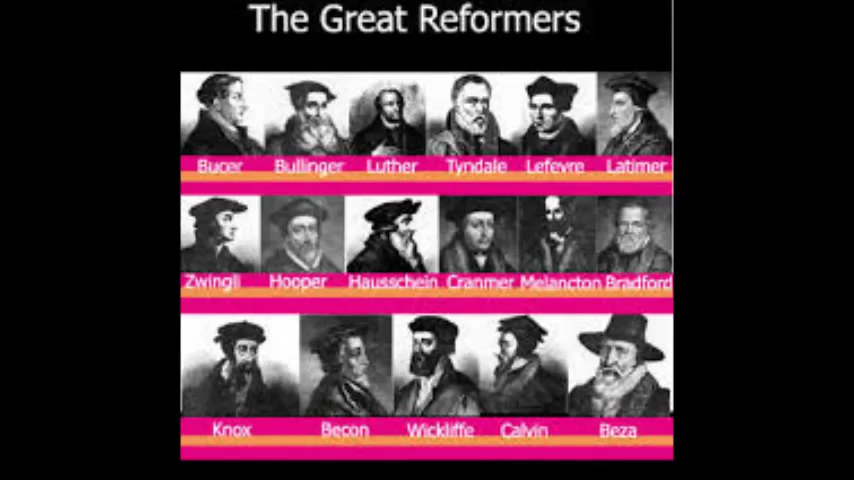 The Great Reformers
Bucer Bullinger Luther Tyndale Lefevre Latimer
Zwingli Hooper Hausschein Cranmer Melancton Bradford
Knox Becon Wickliffe Calvin Beza